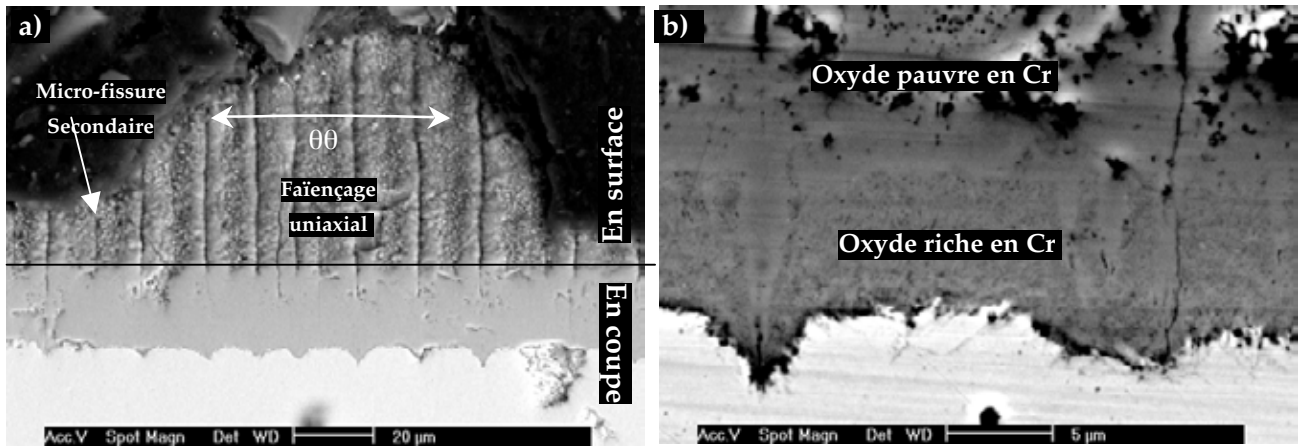 a)
Micro-fissure
Secondaire
θθ
Faïençage
uniaxial
En surface
En coupe
Acc.V Spot Magn Det WD 20 µm
b)
Oxyde pauvre en Cr
Oxyde riche en Cr
Acc.V Spot Magn Det WD 5 µm